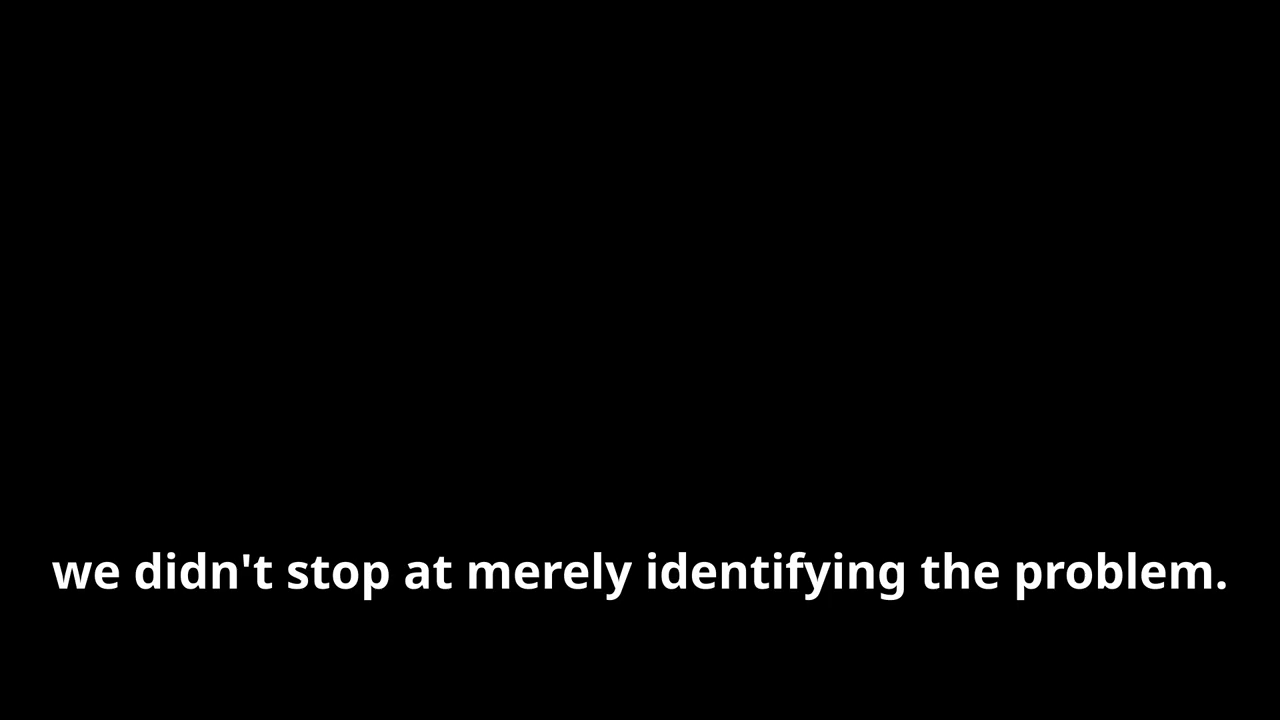 we didn't stop at merely identifying the problem.